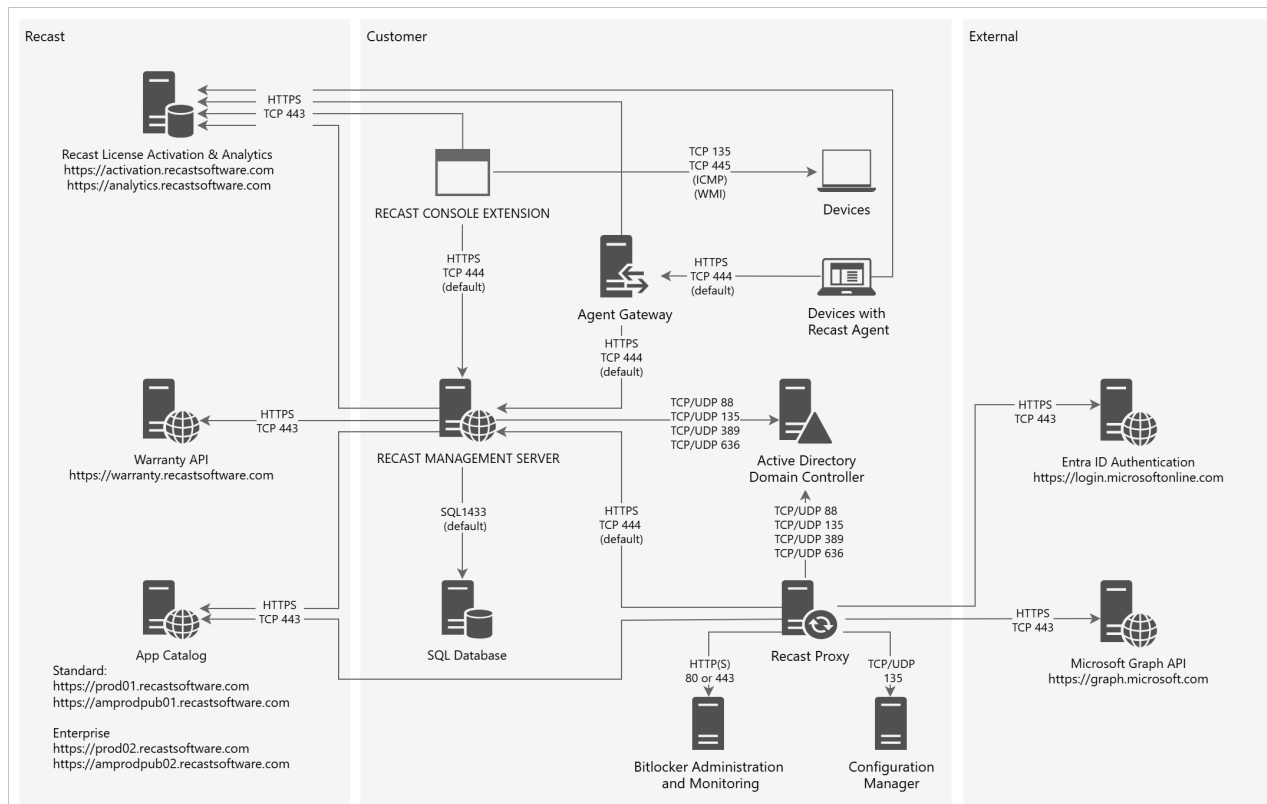 Recast
Customer
External
HTTPS
TCP 443
Recast License Activation & Analytics
https://activation.recastsoftware.com
https://analytics.recastsoftware.com
RECAST CONSOLE EXTENSION
TCP 135
TCP 445
(ICMP)
(WMI)
Devices
HTTPS
TCP 444
(default)
Agent Gateway
HTTPS
TCP 444
(default)
Devices with
Recast Agent
HTTPS
TCP 444
(default)
HTTPS
TCP 443
Warranty API
https://warranty.recastsoftware.com
RECAST MANAGEMENT SERVER
TCP/UDP 88
TCP/UDP 135
TCP/UDP 389
TCP/UDP 636
Active Directory
Domain Controller
HTTPS
TCP 443
Entra ID Authentication
https://login.microsoftonline.com
SQL1433
(default)
HTTPS
TCP 444
(default)
TCP/UDP 88
TCP/UDP 135
TCP/UDP 389
TCP/UDP 636
HTTPS
TCP 443
App Catalog
Standard:
https://prod01.recastsoftware.com
https://amprodpub01.recastsoftware.com
Enterprise
https://prod02.recastsoftware.com
https://amprodpub02.recastsoftware.com
SQL Database
Recast Proxy
HTTPS
TCP 443
Microsoft Graph API
https://graph.microsoft.com
HTTP(S)
80 or 443
TCP/UDP
135
Bitlocker Administration
and Monitoring
Configuration
Manager